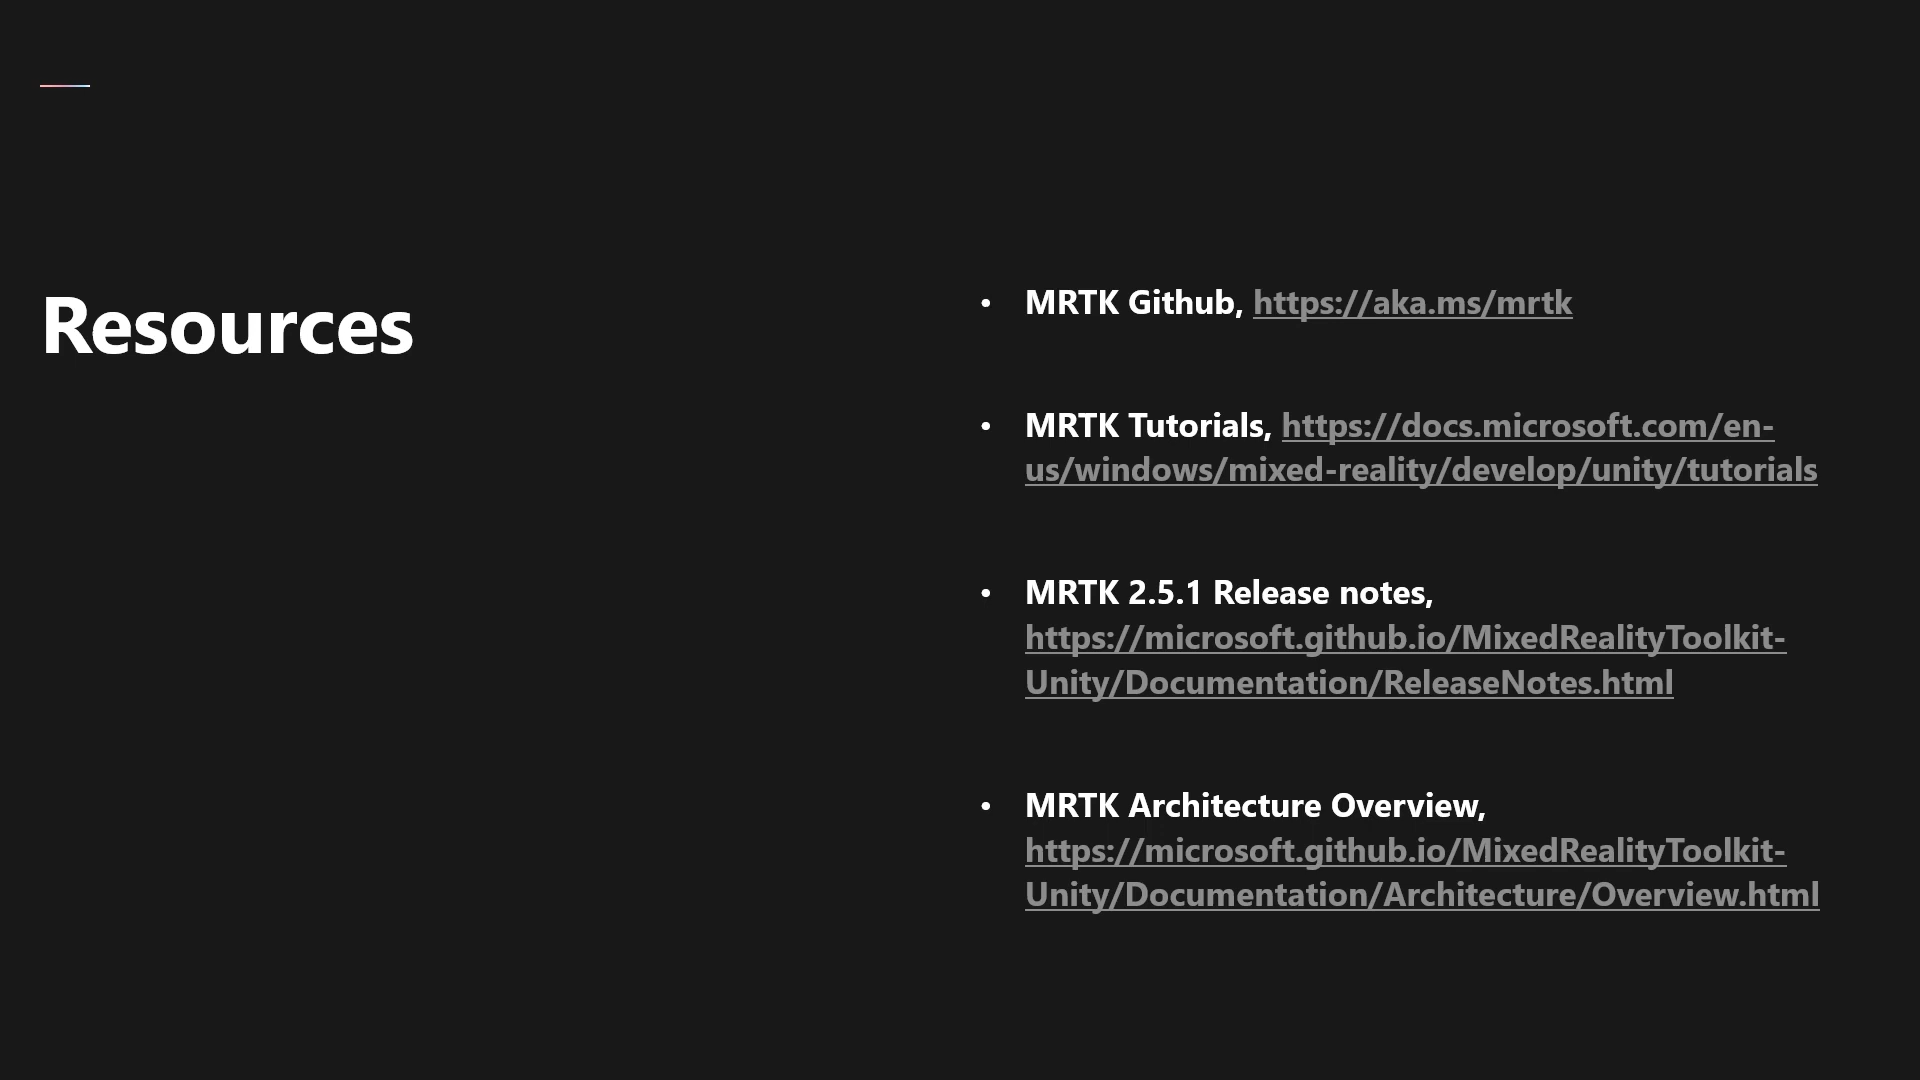 Resources
• MRTK Github, https://aka.ms/mrtk
• MRTK Tutorials, https://docs.microsoft.com/en-
us/windows/mixed-reality/develop/unity/tutorials
• MRTK 2.5.1 Release notes,
https://microsoft.github.io/MixedRealityToolkit-
Unity/Documentation/ReleaseNotes.html
• MRTK Architecture Overview,
https://microsoft.github.io/MixedRealityToolkit-
Unity/Documentation/Architecture/Overview.html